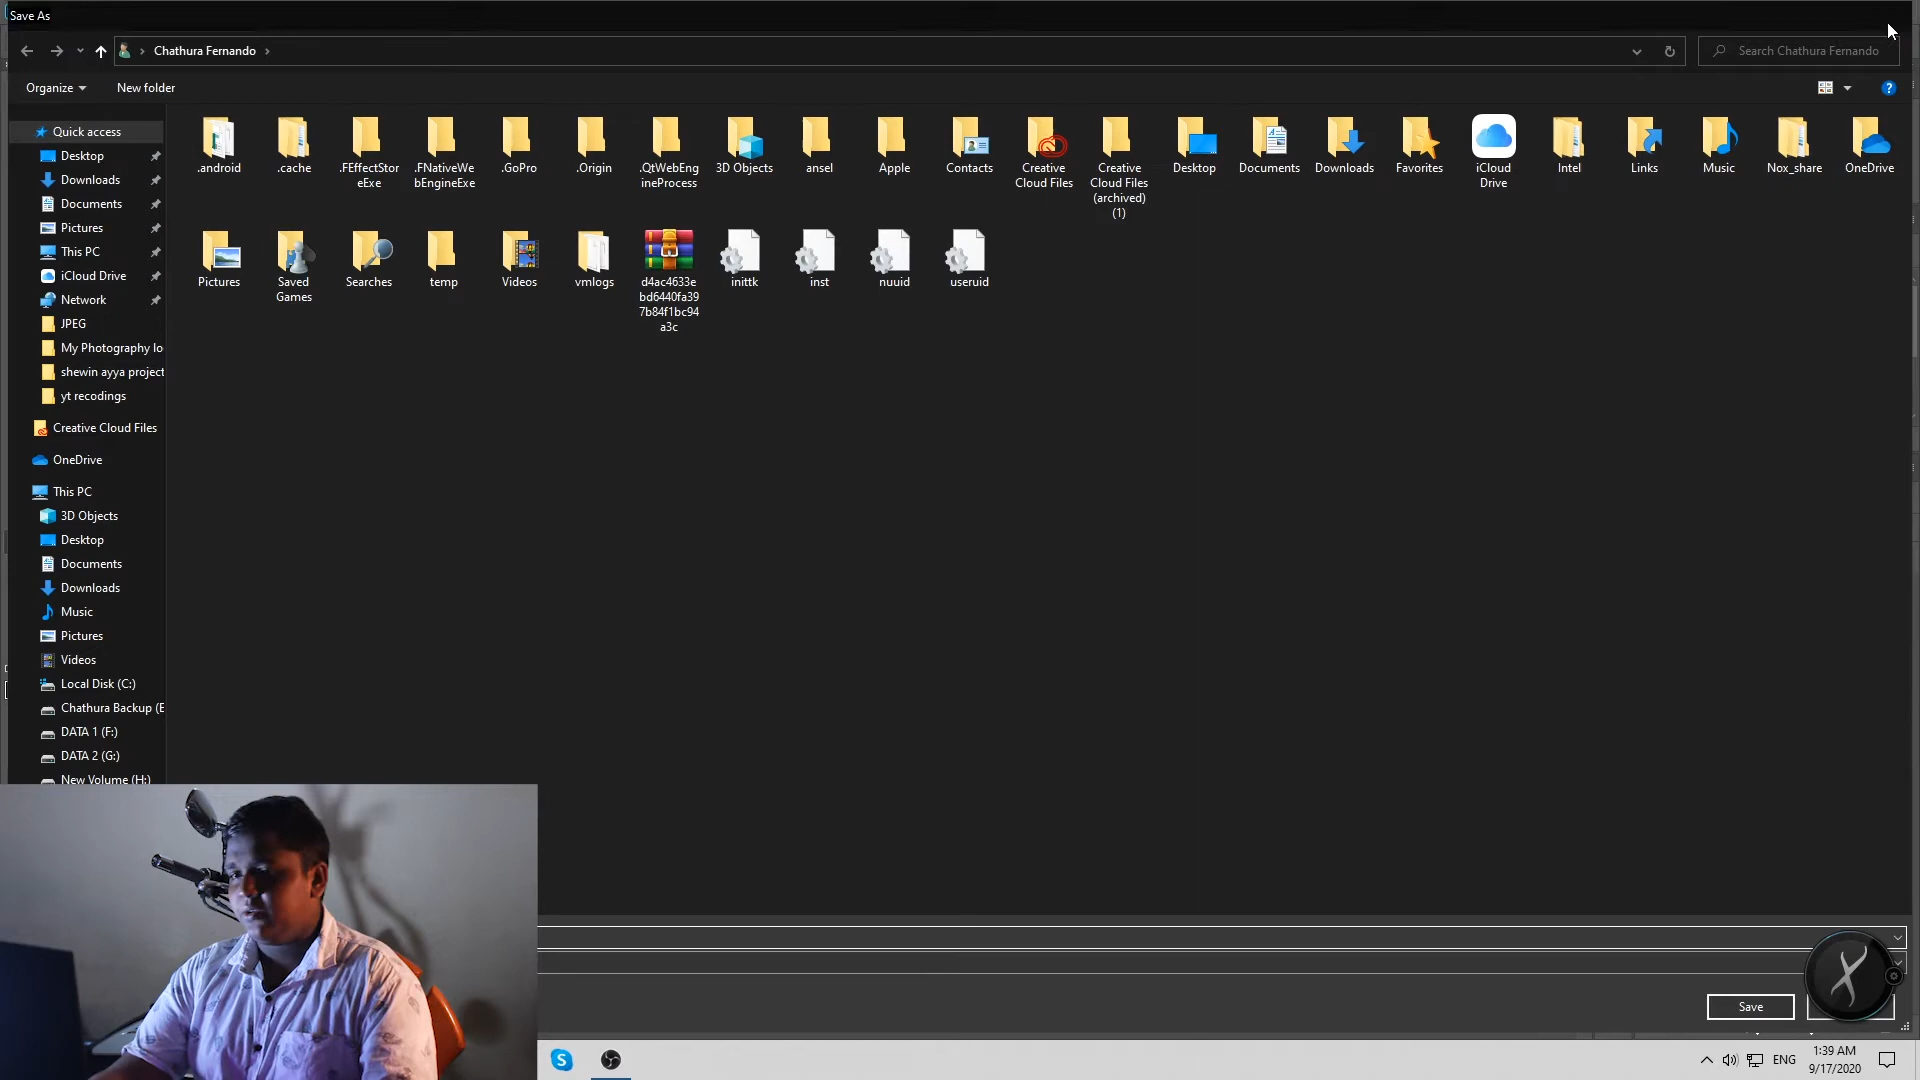 Save As
Chathura Fernando
Search Chathura Fernando
Organize
New folder
Quick access
Desktop
Downloads
Documents
Pictures
This PC
iCloud Drive
Network
JPEG
My Photography lo
shewin ayya project
yt recodings
Creative Cloud Files
OneDrive
This PC
3D Objects
Desktop
Documents
Downloads
Music
Pictures
Videos
Local Disk (C:)
Chathura Backup (E
DATA 1 (F:)
DATA 2 (G:)
New Volume (H:)
.android
.cache
.FEffectStor
eExe
.FNativeWe
bEngineExe
.GoPro
.Origin
.QtWebEng
ineProcess
3D Objects
ansel
Apple
Contacts
Creative
Cloud Files
Creative
Cloud Files
(archived)
(1)
Desktop
Documents
Downloads
Favorites
iCloud
Drive
Intel
Links
Music
Nox_share
OneDrive
Pictures
Saved
Games
Searches
temp
Videos
vmlogs
d4ac4633e
bd6440fa39
7b84f1bc94
a3c
inittk
inst
nuuid
useruid
Save
ENG
1:39 AM
9/17/2020